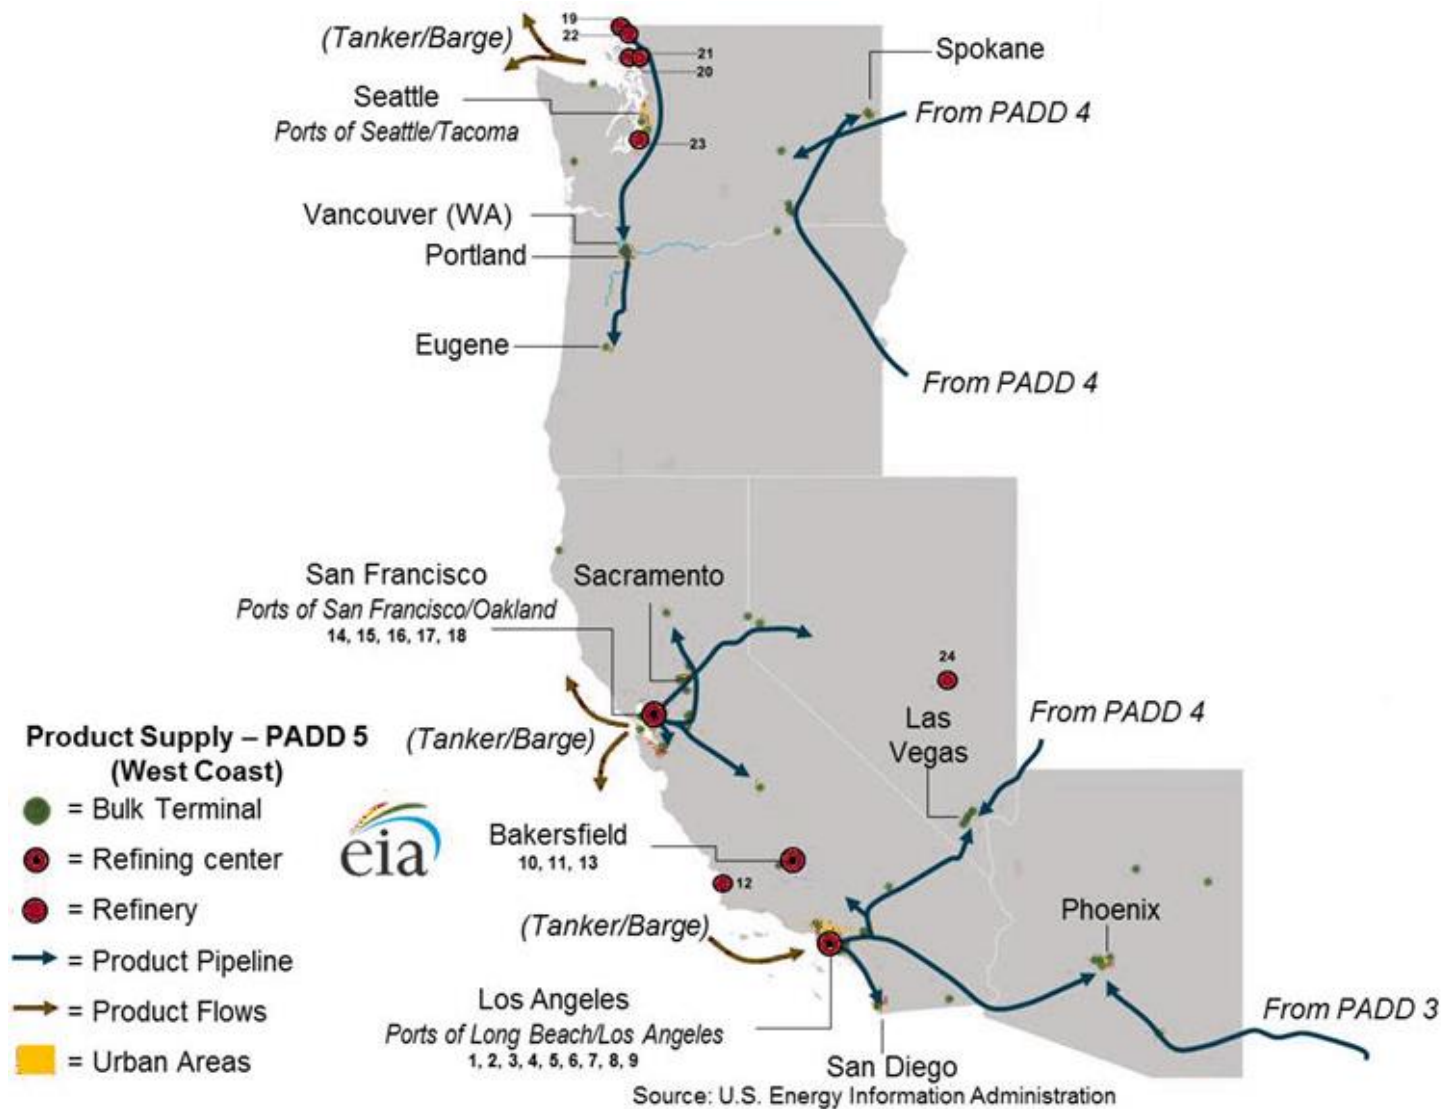 19
22
(Tanker/Barge)
21
20
Spokane
Seattle
Ports of Seattle/Tacoma
From PADD 4
23
Vancouver (WA)
Portland
Eugene
From PADD 4
San Francisco
Ports of San Francisco/Oakland
14, 15, 16, 17, 18
Sacramento
24
Las
Vegas
From PADD 4
(Tanker/Barge)
Product Supply – PADD 5
(West Coast)
= Bulk Terminal
= Refining center
= Refinery
= Product Pipeline
= Product Flows
= Urban Areas
eia
Bakersfield
10, 11, 13
12
(Tanker/Barge)
Phoenix
Los Angeles
Ports of Long Beach/Los Angeles
1, 2, 3, 4, 5, 6, 7, 8, 9
San Diego
From PADD 3
Source: U.S. Energy Information Administration